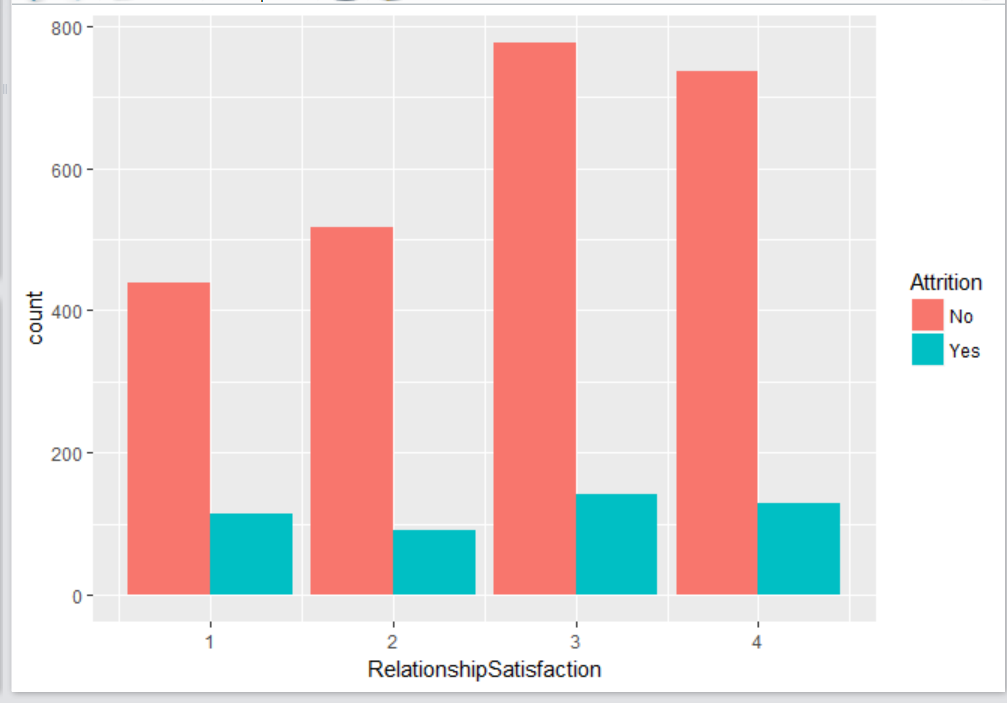 800
600
400
200
0
count
1 2 3 4
RelationshipSatisfaction
Attrition
No
Yes